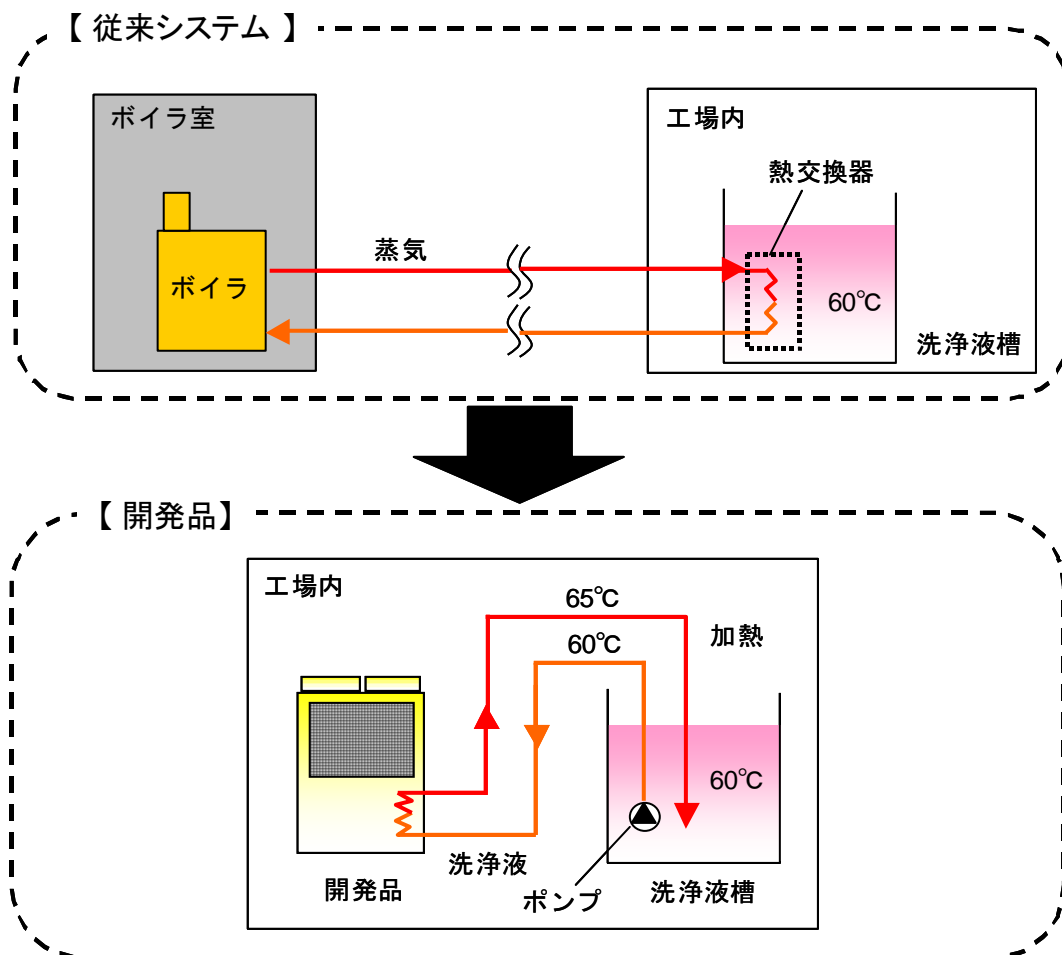 【 従来システム 】
ボイラ室
工場内
熱交換器
蒸気
ボイラ
60℃
洗浄液槽
【 開発品】
工場内
65℃
加熱
60℃
60℃
洗浄液
開発品
ポンプ
洗浄液槽